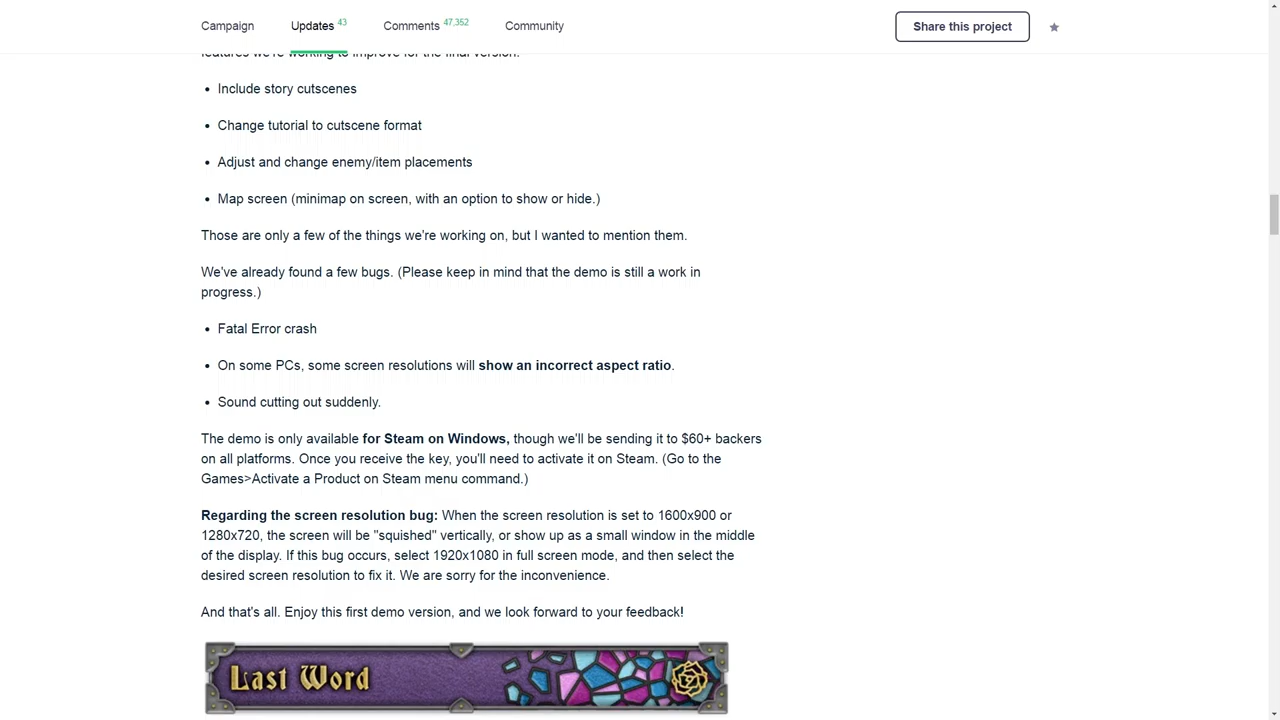 Campaign Updates 43 Comments 47,352 Community Share this project
features we're working to improve for the final version.
• Include story cutscenes
• Change tutorial to cutscene format
• Adjust and change enemy/item placements
• Map screen (minimap on screen, with an option to show or hide.)
Those are only a few of the things we're working on, but I wanted to mention them.
We've already found a few bugs. (Please keep in mind that the demo is still a work in
progress.)
• Fatal Error crash
• On some PCs, some screen resolutions will show an incorrect aspect ratio.
• Sound cutting out suddenly.
The demo is only available for Steam on Windows, though we'll be sending it to $60+ backers
on all platforms. Once you receive the key, you'll need to activate it on Steam. (Go to the
Games>Activate a Product on Steam menu command.)
Regarding the screen resolution bug: When the screen resolution is set to 1600x900 or
1280x720, the screen will be "squished" vertically, or show up as a small window in the middle
of the display. If this bug occurs, select 1920x1080 in full screen mode, and then select the
desired screen resolution to fix it. We are sorry for the inconvenience.
And that's all. Enjoy this first demo version, and we look forward to your feedback!
Last Word